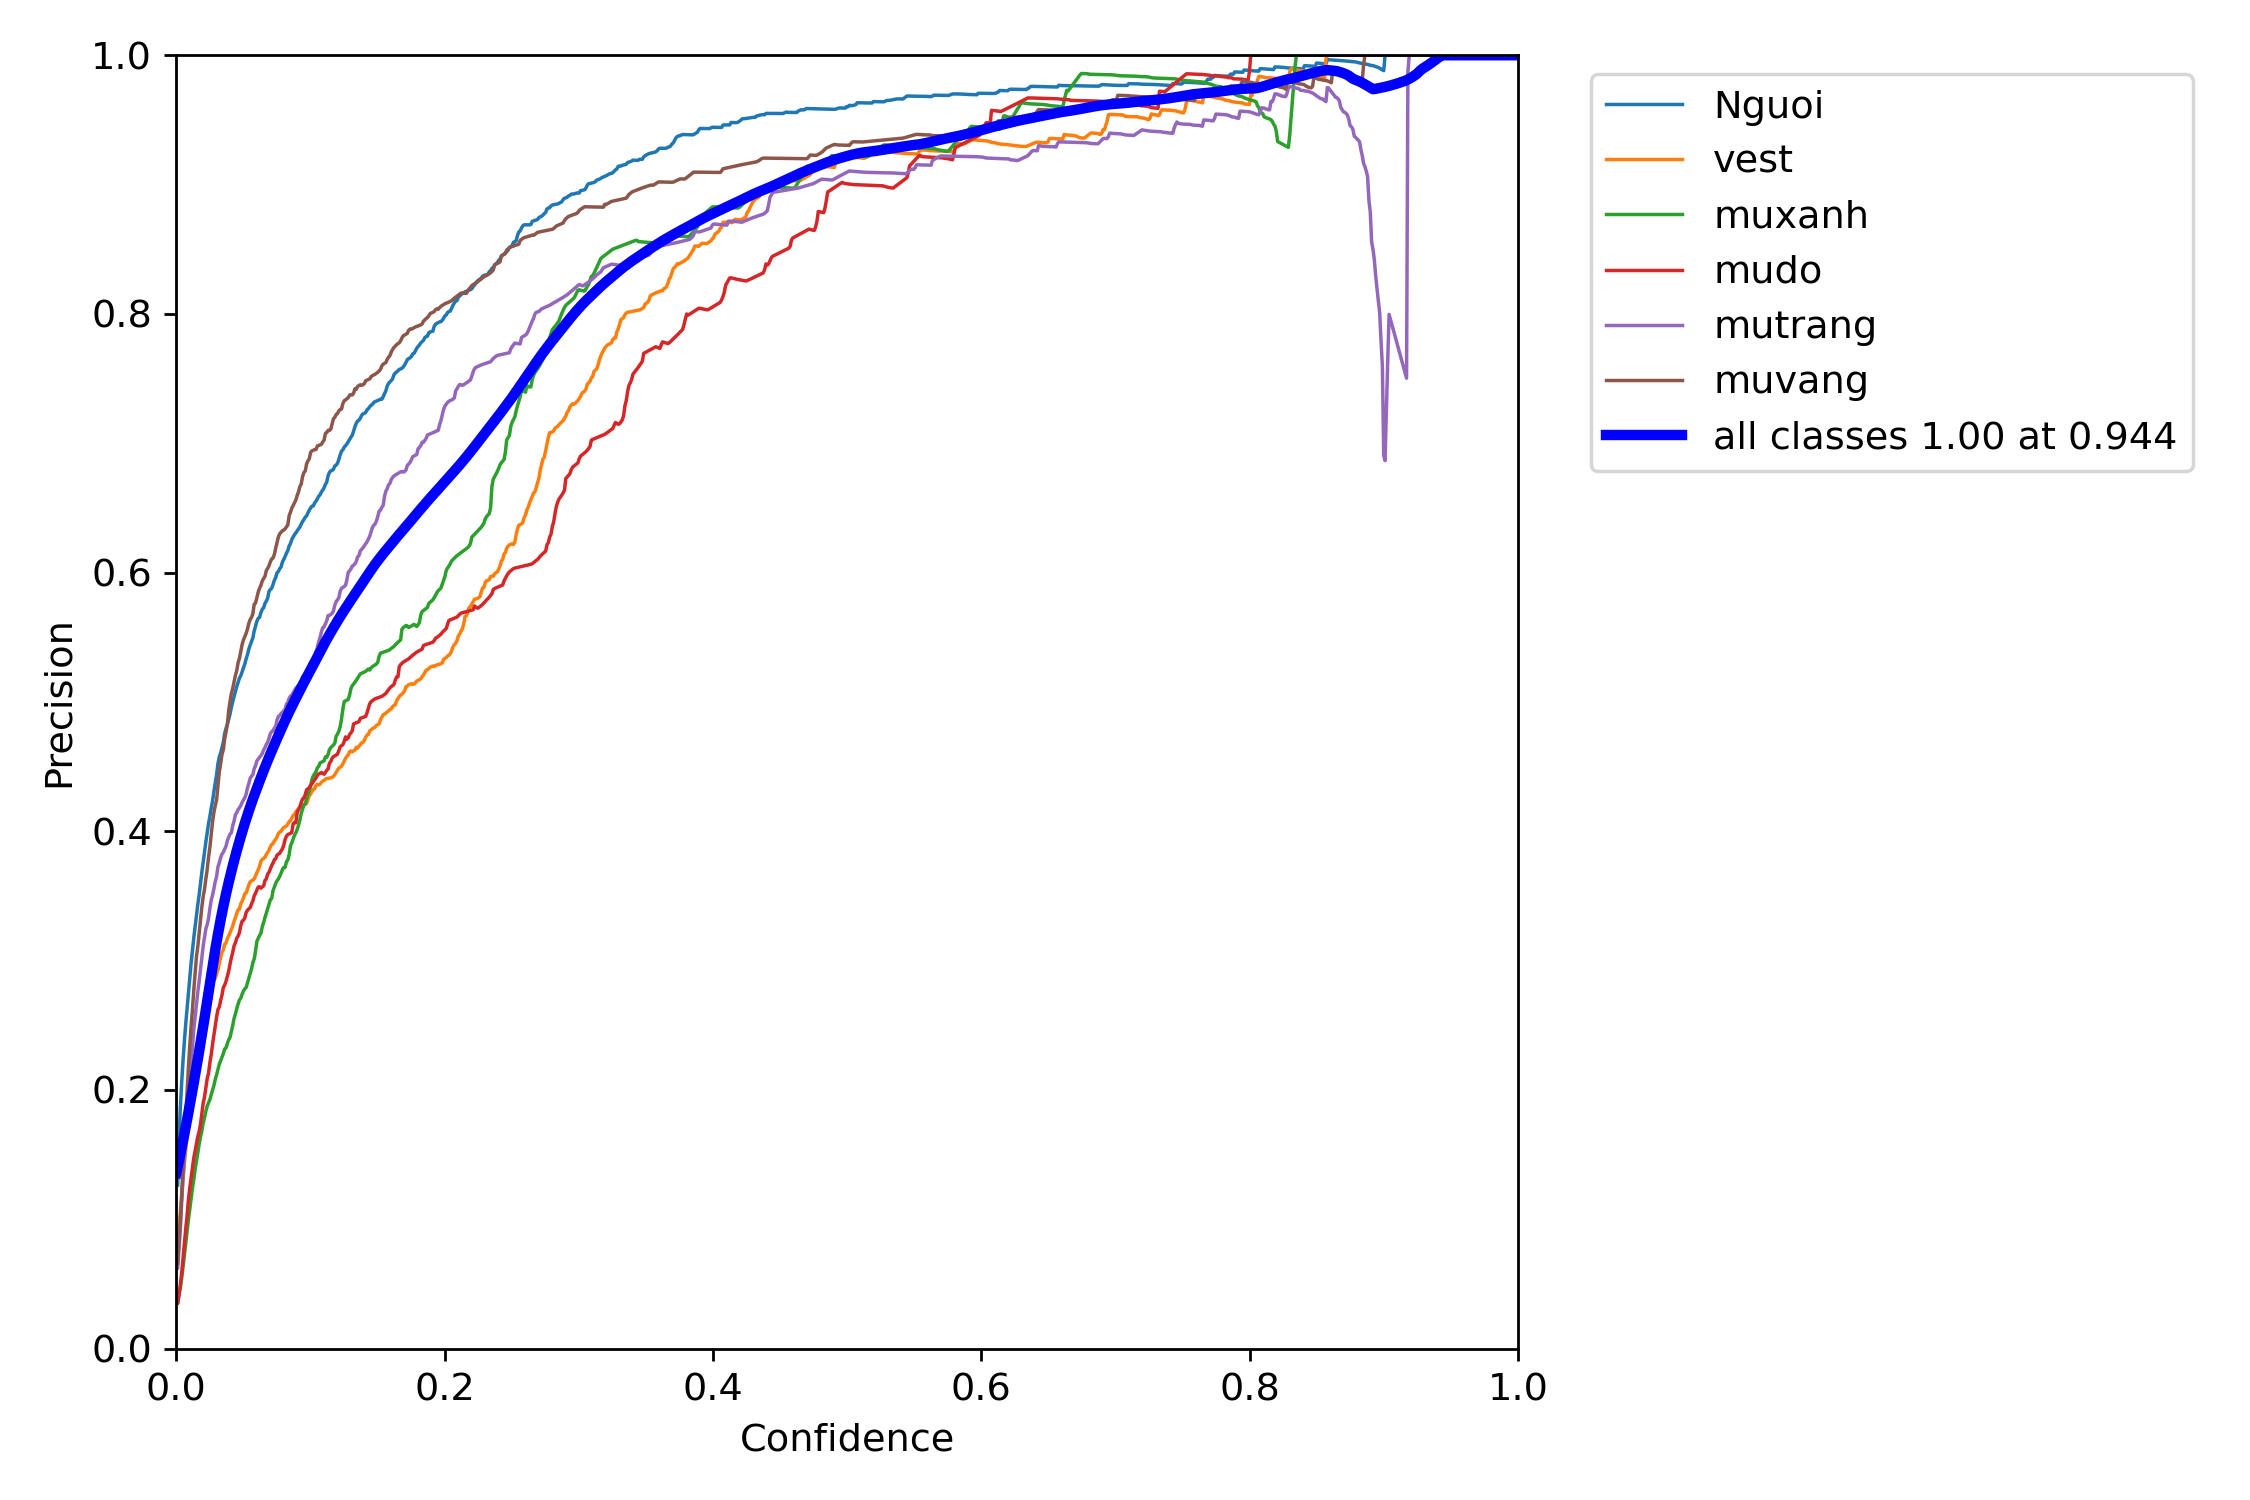 1.0
0.8
0.6
0.4
0.2
0.0
Precision
0.0 0.2 0.4 0.6 0.8 1.0
Confidence
Nguoi
vest
muxanh
mudo
mutrang
muvang
all classes 1.00 at 0.944